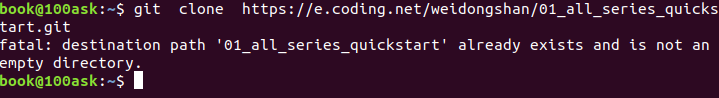 book@100ask:~$ git  clone  https://e.coding.net/weidongshan/01_all_series_quicks
tart.git
fatal: destination path '01_all_series_quickstart' already exists and is not an
empty directory.
book@100ask:~$